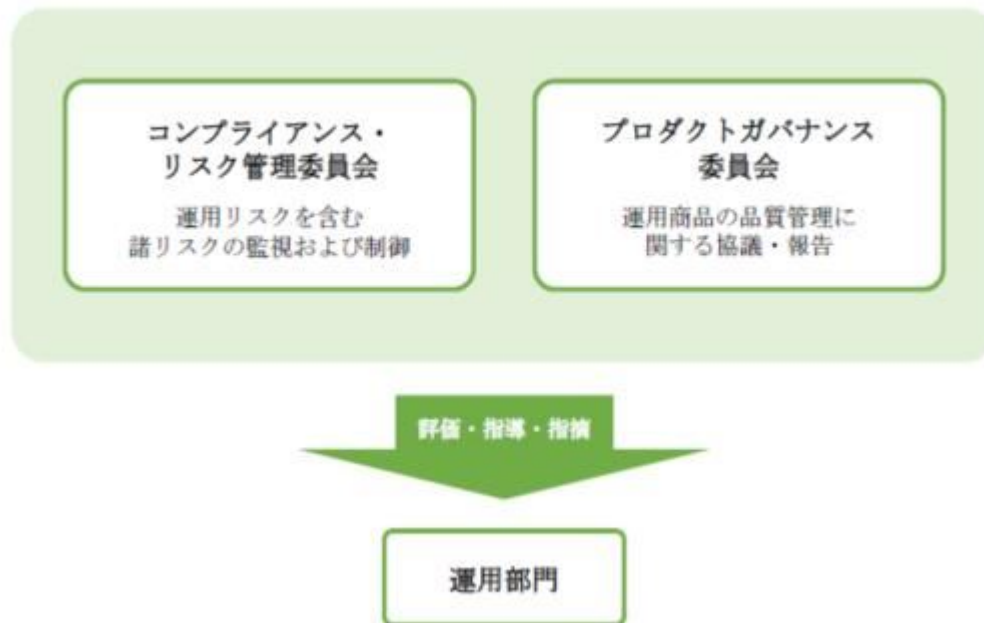 コンプライアンス・
リスク管理委員会
運用リスクを含む
諸リスクの監視および制御
プロダクトガバナンス
委員会
運用商品の品質管理に
関する協議・報告
評価・指導・指摘
運用部門